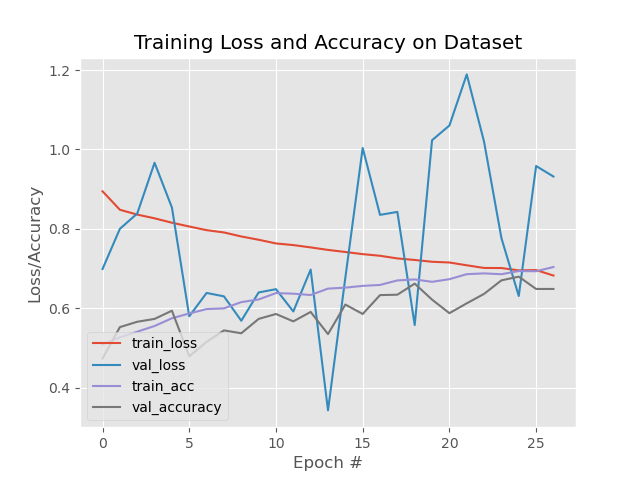 Training Loss and Accuracy on Dataset
1.2
1.0
0.8
0.6
0.4
Loss/Accuracy
train_loss
val_loss
train_acc
val_accuracy
0 5 10 15 20 25
Epoch #